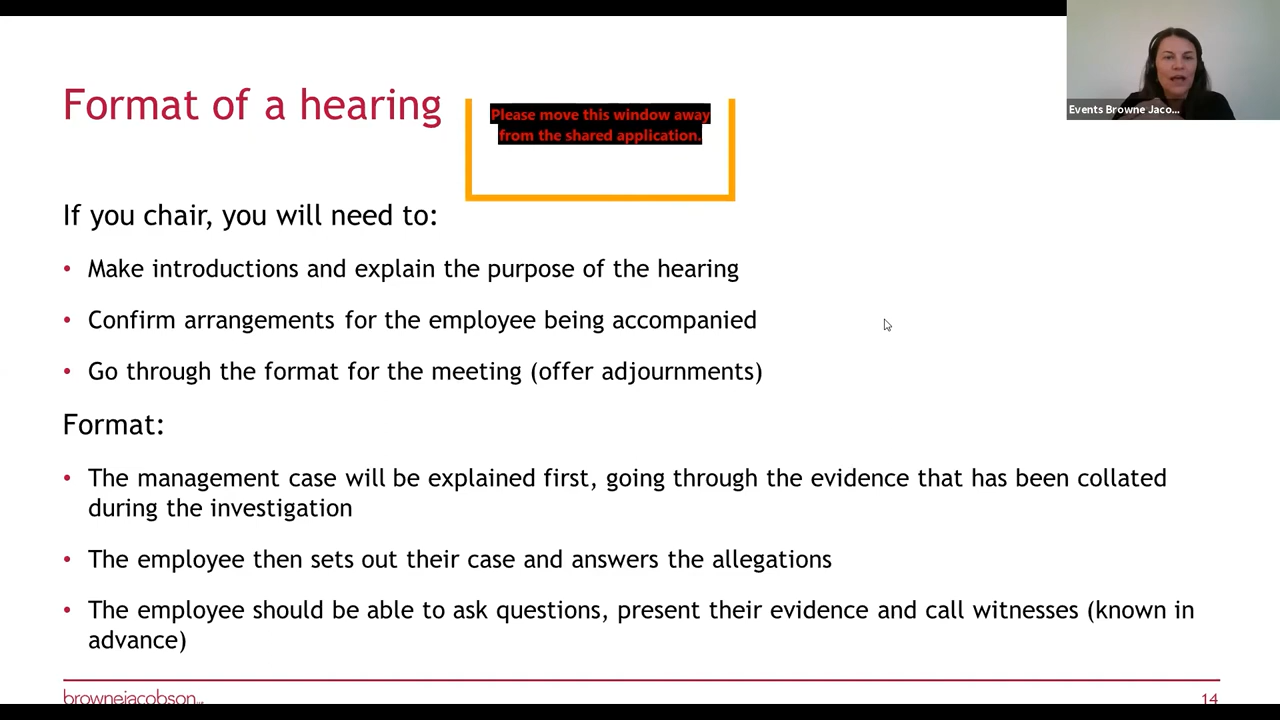 Format of a hearing
Please move this window away
from the shared application.
Events Browne Jaco...
If you chair, you will need to:
• Make introductions and explain the purpose of the hearing
• Confirm arrangements for the employee being accompanied
• Go through the format for the meeting (offer adjournments)
Format:
• The management case will be explained first, going through the evidence that has been collated
during the investigation
• The employee then sets out their case and answers the allegations
• The employee should be able to ask questions, present their evidence and call witnesses (known in
advance)
brownejacobson
14